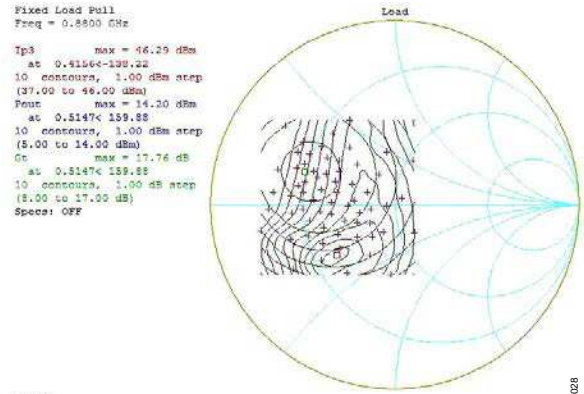 Fixed Load Pull
Freq = 0.8800 GHz
Ip3 max = 46.29 dBm
at 0.4156<-138.22
10 contours, 1.00 dBm step
(37.00 to 46.00 dBm)
Pout max = 14.20 dBm
at 0.5147< 159.88
10 contours, 1.00 dBm step
(5.00 to 14.00 dBm)
Gt max = 17.76 dB
at 0.5147< 159.88
10 contours, 1.00 dB step
(8.00 to 17.00 dB)
Specs: OFF
Load
028